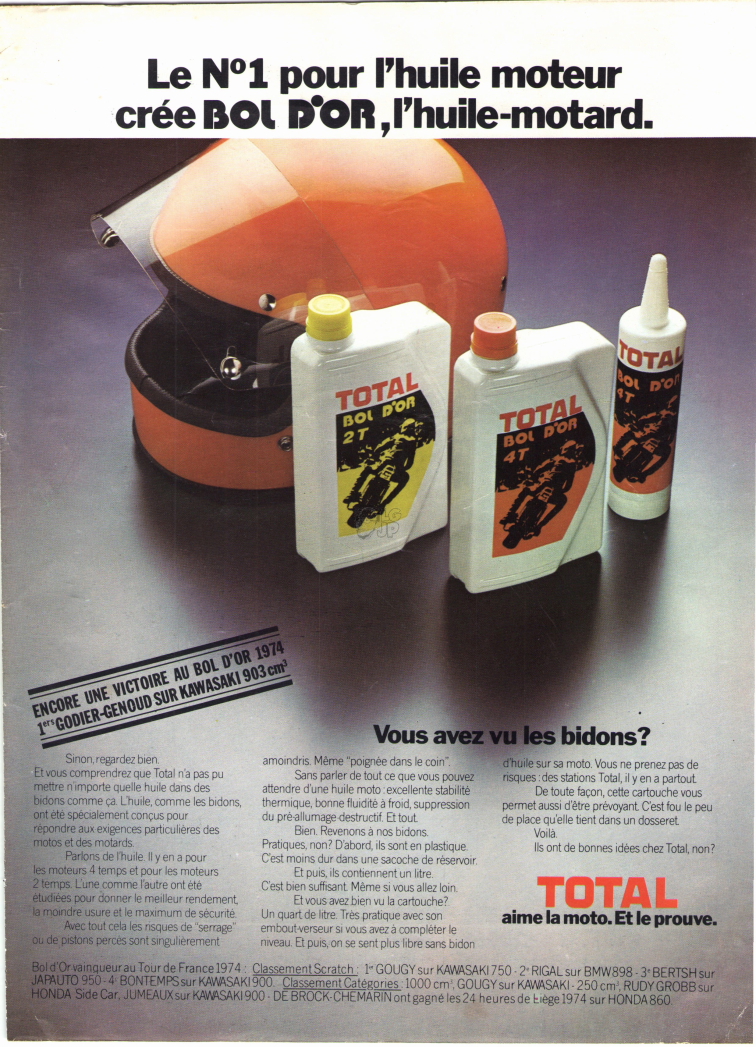 Le Nº1 pour l'huile moteur
crée BOL D'OR, l'huile-motard.
TOTAL
BOL D'OR
2T
TOTAL
BOL D'OR
4T
TOTAL
BOL D'OR
4T
LG
JP
ENCORE UNE VICTOIRE AU BOL D'OR 1974
1ers GODIER-GENOUD SUR KAWASAKI 903 cm³
Vous avez vu les bidons?
Sinon, regardez bien.
Et vous comprendrez que Total n'a pas pu
mettre n'importe quelle huile dans des
bidons comme ça. L'huile, comme les bidons,
ont été spécialement conçus pour
répondre aux exigences particulières des
motos et des motards.
Parlons de l'huile. Il y en a pour
les moteurs 4 temps et pour les moteurs
2 temps. L'une comme l'autre ont été
étudiées pour donner le meilleur rendement,
la moindre usure et le maximum de sécurité.
Avec tout cela les risques de "serrage"
ou de pistons percés sont singulièrement
amoindris. Même "poignée dans le coin".
Sans parler de tout ce que vous pouvez
attendre d'une huile moto : excellente stabilité
thermique, bonne fluidité à froid, suppression
du pré-allumage destructif. Et tout.
Bien. Revenons à nos bidons.
Pratiques, non? D'abord, ils sont en plastique.
C'est moins dur dans une sacoche de réservoir.
Et puis, ils contiennent un litre.
C'est bien suffisant. Même si vous allez loin.
Et vous avez bien vu la cartouche?
Un quart de litre. Très pratique avec son
embout-verseur si vous avez à compléter le
niveau. Et puis, on se sent plus libre sans bidon
d'huile sur sa moto. Vous ne prenez pas de
risques : des stations Total, il y en a partout.
De toute façon, cette cartouche vous
permet aussi d'être prévoyant. C'est fou le peu
de place qu'elle tient dans un dosseret.
Voilà.
Ils ont de bonnes idées chez Total, non?
TOTAL
aime la moto. Et le prouve.
Bol d'Or vainqueur au Tour de France 1974 : Classement Scratch : 1er GOUGY sur KAWASAKI 750 - 2e RIGAL sur BMW 898 - 3e BERTSH sur
JAPAUTO 950 - 4e BONTEMPS sur KAWASAKI 900. Classement Catégories : 1000 cm³, GOUGY sur KAWASAKI - 250 cm³, RUDY GROBB sur
HONDA Side Car, JUMEAUX sur KAWASAKI 900 - DE BROCK-CHEMARIN ont gagné les 24 heures de Liège 1974 sur HONDA 860.